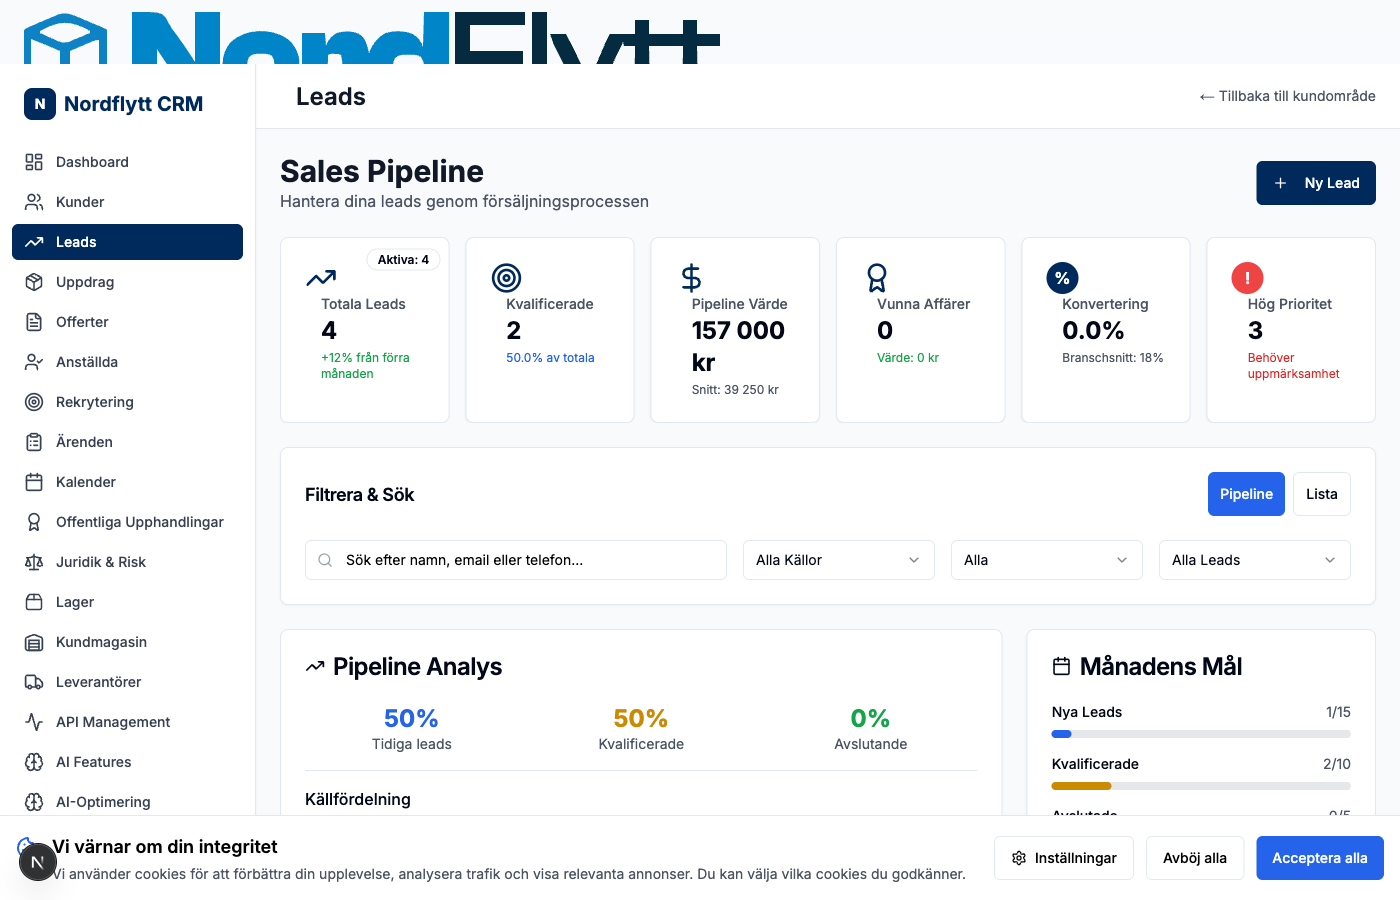 NordFlytt
N Nordflytt CRM
Leads
← Tillbaka till kundområde
Dashboard
Kunder
Leads
Uppdrag
Offerter
Anställda
Rekrytering
Ärenden
Kalender
Offentliga Upphandlingar
Juridik & Risk
Lager
Kundmagasin
Leverantörer
API Management
AI Features
AI-Optimering
Sales Pipeline
Hantera dina leads genom försäljningsprocessen
+ Ny Lead
Aktiva: 4
Totala Leads
4
+12% från förra
månaden
Kvalificerade
2
50.0% av totala
$
Pipeline Värde
157 000
kr
Snitt: 39 250 kr
Vunna Affärer
0
Värde: 0 kr
%
Konvertering
0.0%
Branschsnitt: 18%
!
Hög Prioritet
3
Behöver
uppmärksamhet
Filtrera & Sök
Pipeline
Lista
Sök efter namn, email eller telefon...
Alla Källor
Alla
Alla Leads
Pipeline Analys
50%
Tidiga leads
50%
Kvalificerade
0%
Avslutande
Källfördelning
Månadens Mål
Nya Leads 1/15
Kvalificerade 2/10
Avslutade 0/5
Vi värnar om din integritet
Vi använder cookies för att förbättra din upplevelse, analysera trafik och visa relevanta annonser. Du kan välja vilka cookies du godkänner.
N
Inställningar
Avböj alla
Acceptera alla